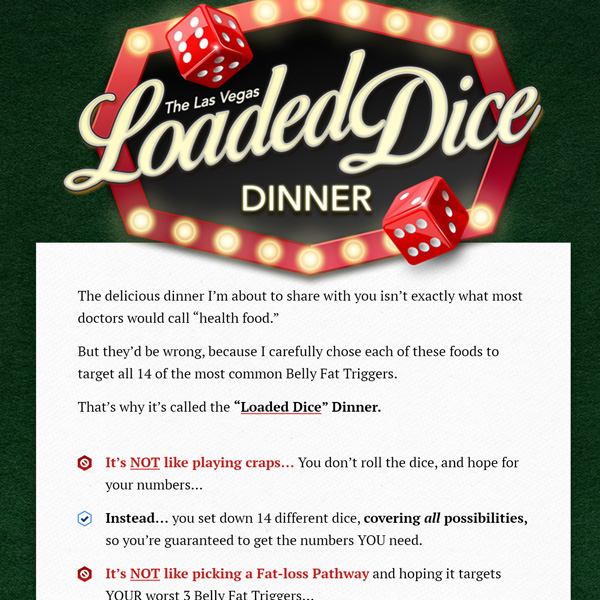 The Las Vegas
Loaded Dice
DINNER
The delicious dinner I’m about to share with you isn’t exactly what most
doctors would call “health food.”
But they’d be wrong, because I carefully chose each of these foods to
target all 14 of the most common Belly Fat Triggers.
That’s why it’s called the “Loaded Dice” Dinner.
It’s NOT like playing craps… You don’t roll the dice, and hope for
your numbers…
Instead… you set down 14 different dice, covering all possibilities,
so you’re guaranteed to get the numbers YOU need.
It’s NOT like picking a Fat-loss Pathway and hoping it targets
YOUR worst 3 Belly Fat Triggers…